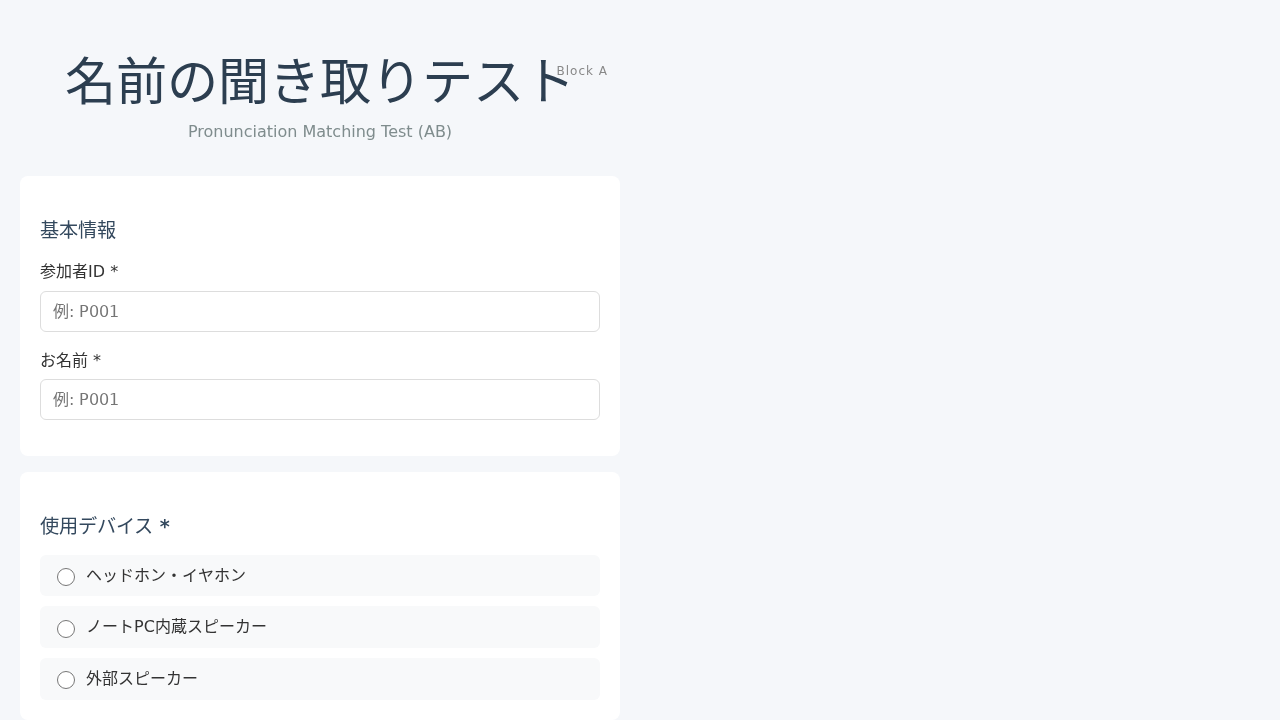 名前の聞き取りテスト
Block A
Pronunciation Matching Test (AB)
基本情報
参加者ID *
例: P001
お名前 *
例: P001
使用デバイス *
ヘッドホン・イヤホン
ノートPC内蔵スピーカー
外部スピーカー